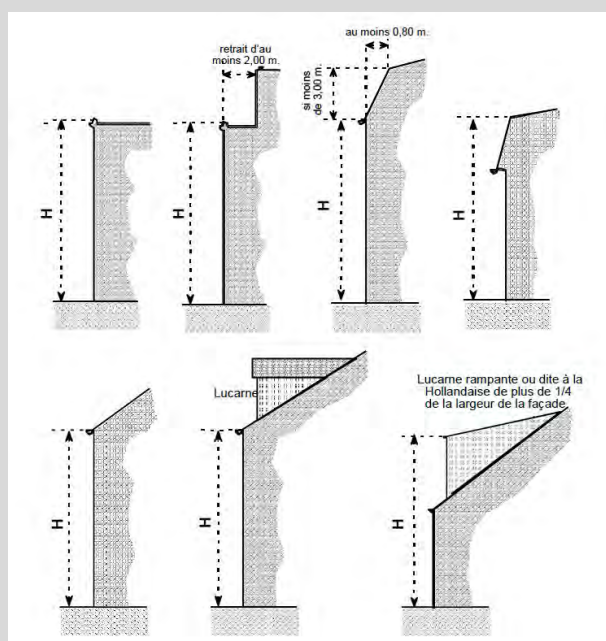 retrait d'au
moins 2,00 m.
au moins 0,80 m.
si moins
de 3,00 m.
H
H
H
H
Lucarne
Lucarne rampante ou dite à la
Hollandaise de plus de 1/4
de la largeur de la façade
H
H
H